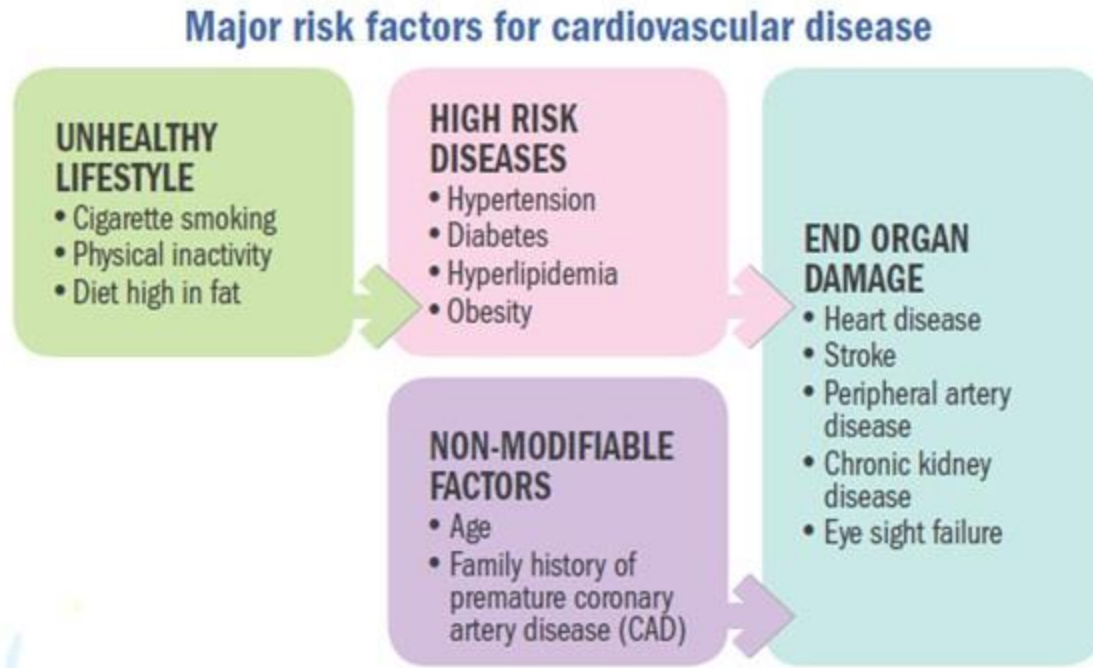 Major risk factors for cardiovascular disease
UNHEALTHY
LIFESTYLE
• Cigarette smoking
• Physical inactivity
• Diet high in fat
HIGH RISK
DISEASES
• Hypertension
• Diabetes
• Hyperlipidemia
• Obesity
NON-MODIFIABLE
FACTORS
• Age
• Family history of
premature coronary
artery disease (CAD)
END ORGAN
DAMAGE
• Heart disease
• Stroke
• Peripheral artery
disease
• Chronic kidney
disease
• Eye sight failure